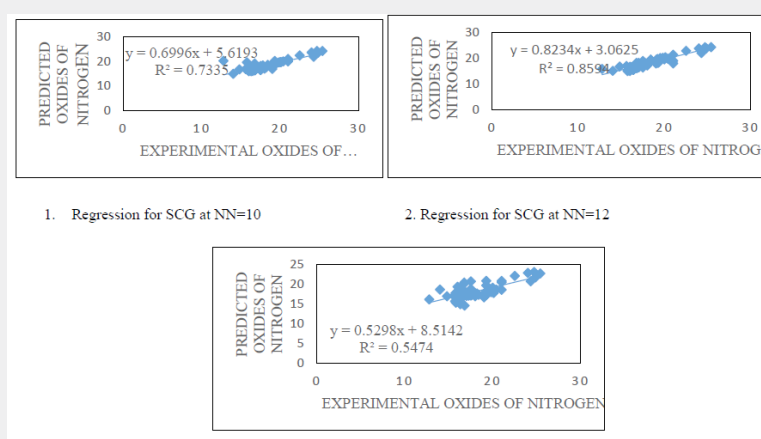 30
20
10
0
PREDICTED
OXIDES OF
NITROGEN
y = 0.6996x + 5.6193
R² = 0.7335
0 10 20 30
EXPERIMENTAL OXIDES OF…
30
20
10
0
PREDICTED
OXIDES OF
NITROGEN
y = 0.8234x + 3.0625
R² = 0.8594
0 10 20 30
EXPERIMENTAL OXIDES OF NITROG
1. Regression for SCG at NN=10
2. Regression for SCG at NN=12
25
20
15
10
5
0
PREDICTED
OXIDES OF
NITROGEN
y = 0.5298x + 8.5142
R² = 0.5474
0 10 20 30
EXPERIMENTAL OXIDES OF NITROGEN